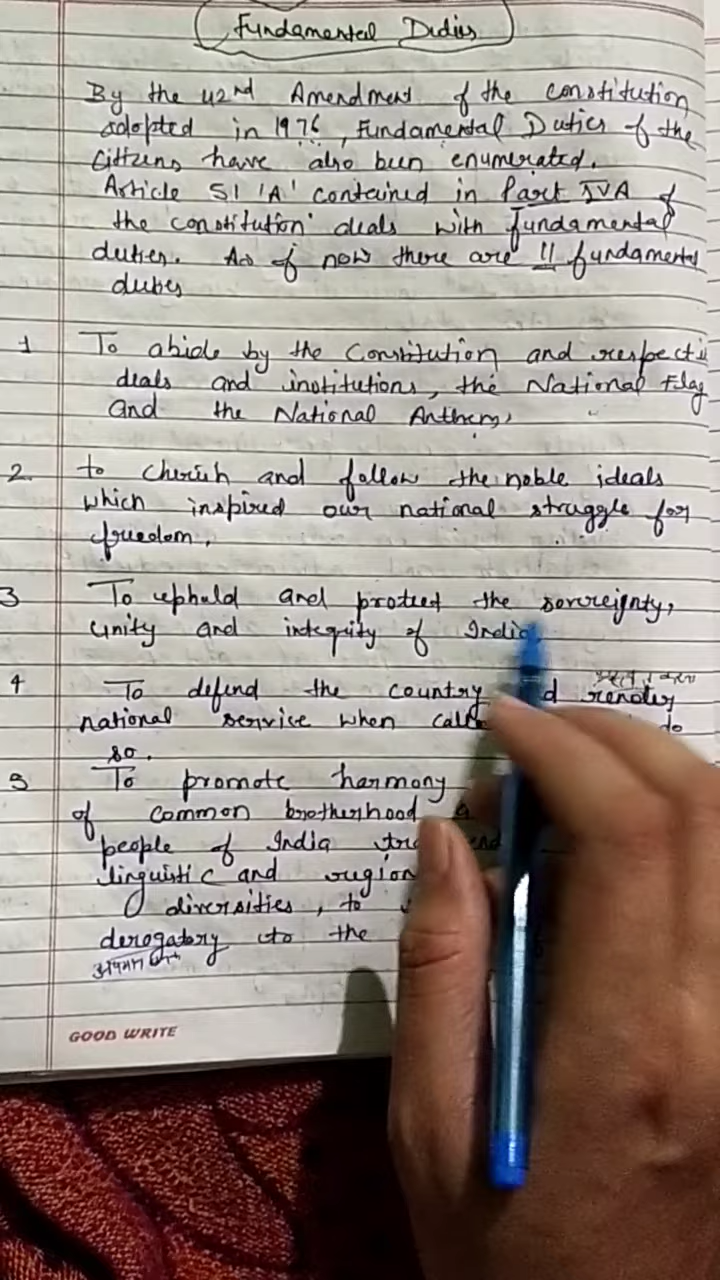 Fundamental Duties
By the 42nd Amendment of the constitution
adopted in 1976, Fundamental Duties of the
Citizens have also been enumerated.
Article 51 'A' contained in Part IVA of
the constitution deals with fundamental
duties. As of now there are 11 fundamental
duties
1 To abide by the Constitution and respect
deals and institutions, the National Flag
and the National Anthem,
2 to cherish and follow the noble ideals
which inspired our national struggle for
freedom,
3 To uphold and protect the sovereignty,
unity and integrity of India,
4 To defend the country render
national service when do
so.
5 To promote harmony
of common brotherhood
people of India
linguistic and
diversities, to
derogatory to the
GOOD WRITE